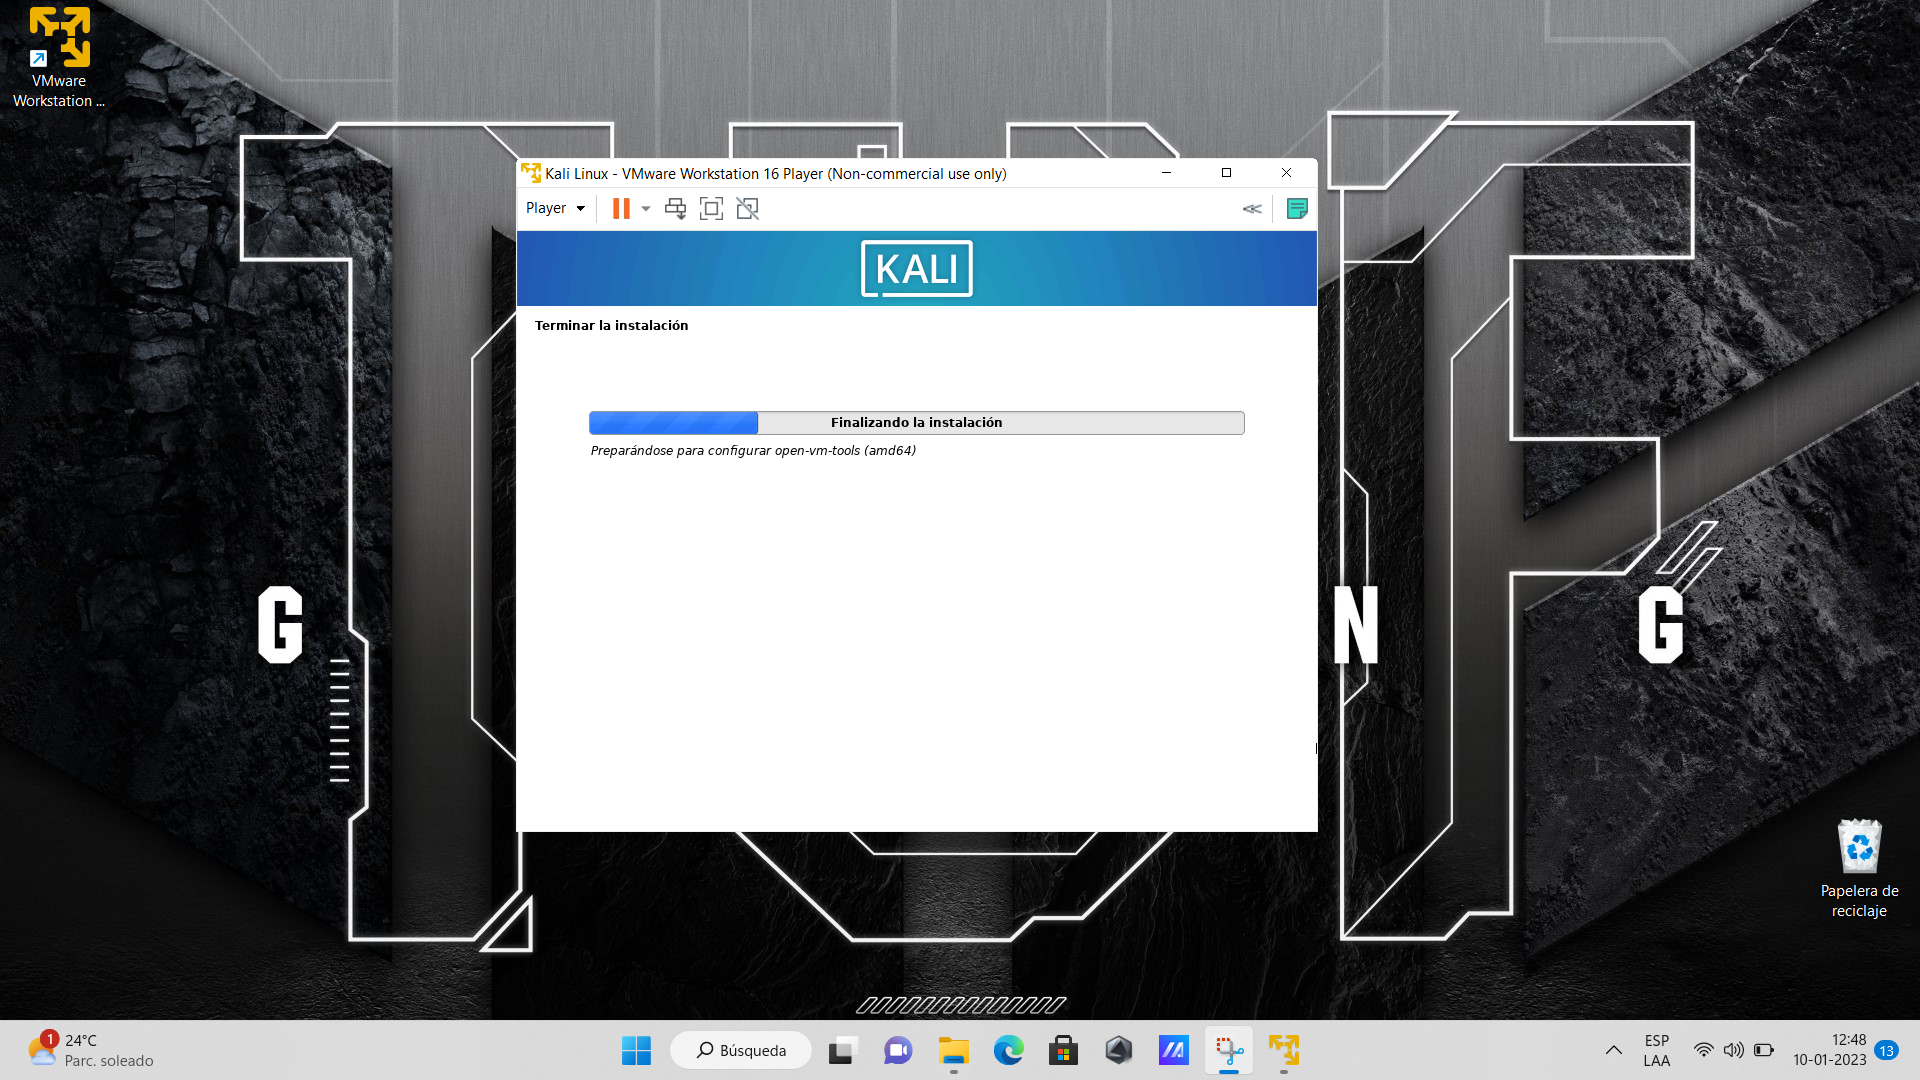 VMware
Workstation ...
Kali Linux - VMware Workstation 16 Player (Non-commercial use only)
Player
KALI
Terminar la instalación
Finalizando la instalación
Preparándose para configurar open-vm-tools (amd64)
G
N
G
Papelera de
reciclaje
1
24°C
Parc. soleado
Búsqueda
ESP
LAA
12:48
10-01-2023
13